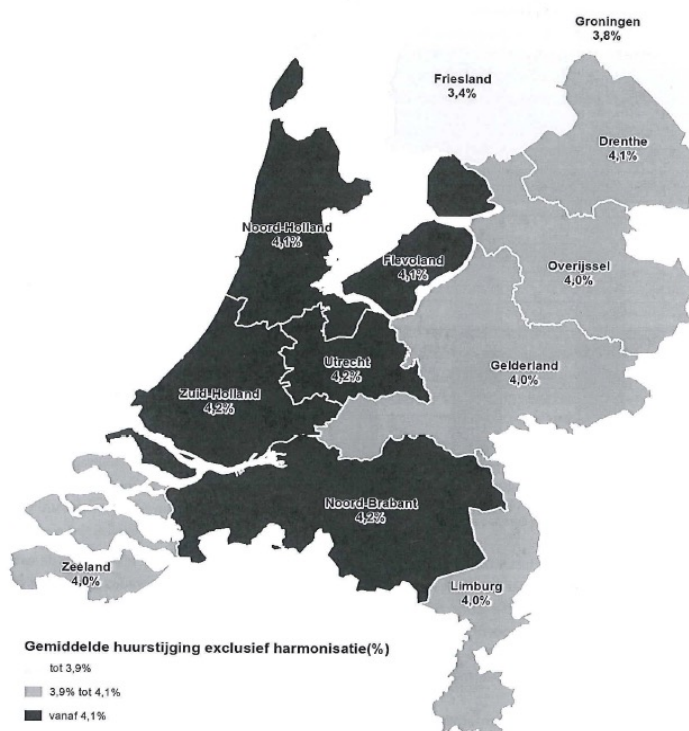 Groningen
3,8%
Friesland
3,4%
Drenthe
4,1%
Noord-Holland
4,1%
Flevoland
4,1%
Overijssel
4,0%
Utrecht
4,2%
Gelderland
4,0%
Zuid-Holland
4,2%
Noord-Brabant
4,2%
Zeeland
4,0%
Limburg
4,0%
Gemiddelde huurstijging exclusief harmonisatie(%)
tot 3,9%
3,9% tot 4,1%
vanaf 4,1%